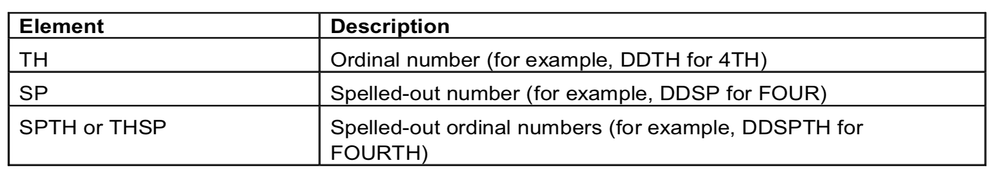 Element Description
TH Ordinal number (for example, DDTH for 4TH)
SP Spelled-out number (for example, DDSP for FOUR)
SPTH or THSP Spelled-out ordinal numbers (for example, DDSPTH for
FOURTH)